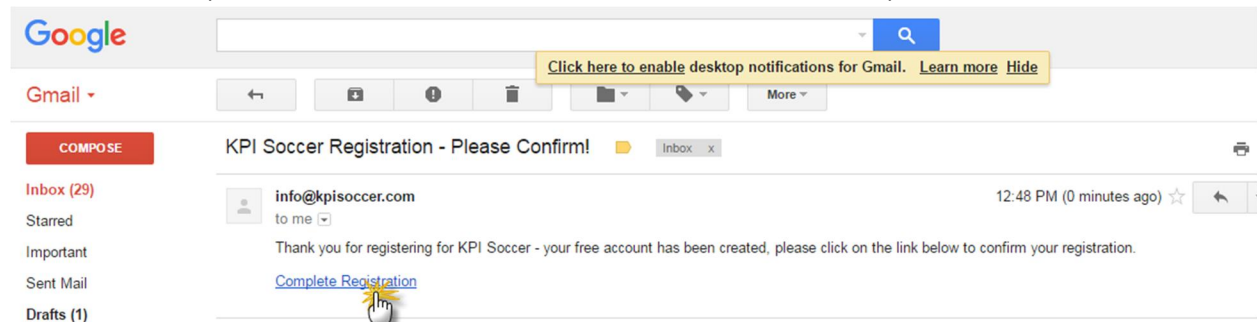 Google
Click here to enable desktop notifications for Gmail. Learn more Hide
Gmail
More
COMPOSE
KPI Soccer Registration - Please Confirm!
Inbox x
Inbox (29)
info@kpisoccer.com
12:48 PM (0 minutes ago)
Starred
to me
Important
Thank you for registering for KPI Soccer - your free account has been created, please click on the link below to confirm your registration.
Sent Mail
Complete Registration
Drafts (1)